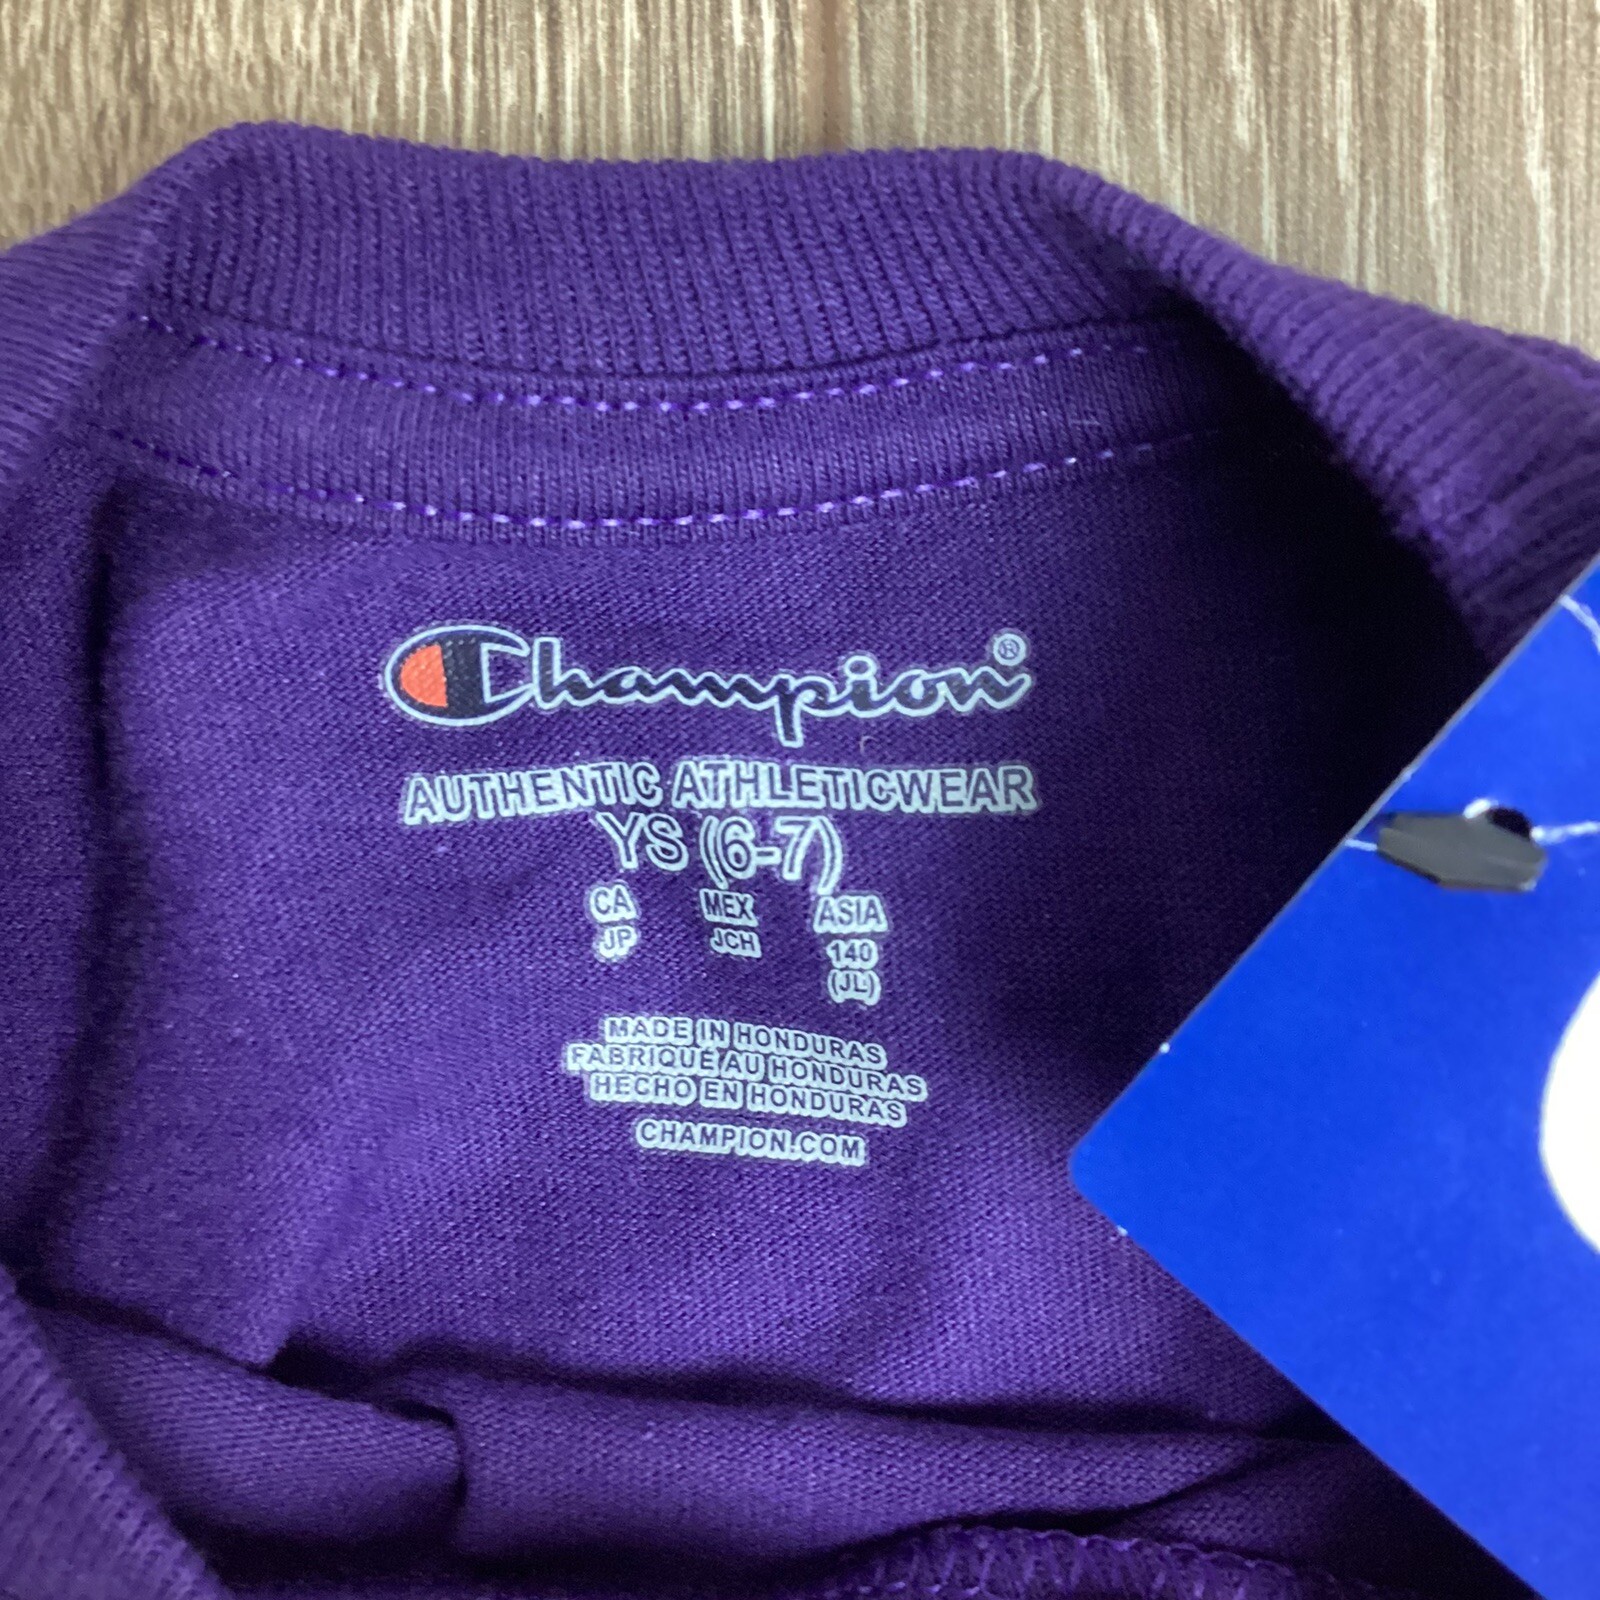 Champion®
AUTHENTIC ATHLETICWEAR
YS (6-7)
CA MEX ASIA
JP JCH 140
(JL)
MADE IN HONDURAS
FABRIQUÉ AU HONDURAS
HECHO EN HONDURAS
CHAMPION.COM